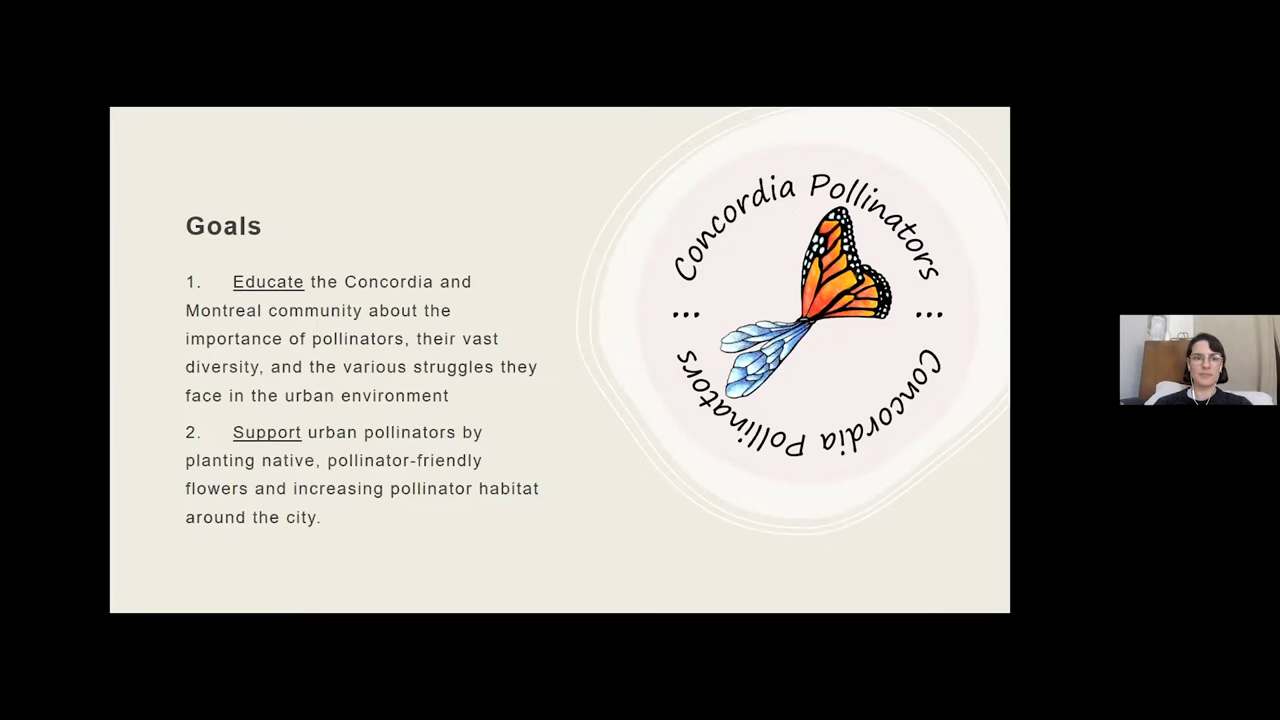 Goals
1. Educate the Concordia and
Montreal community about the
importance of pollinators, their vast
diversity, and the various struggles they
face in the urban environment
2. Support urban pollinators by
planting native, pollinator-friendly
flowers and increasing pollinator habitat
around the city.
Concordia Pollinators
... ...
Concordia Pollinators